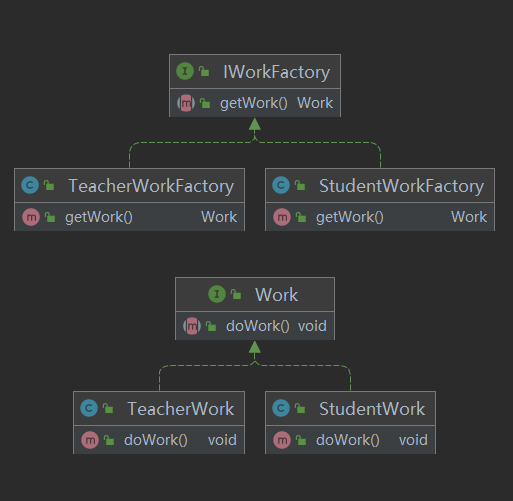 I IWorkFactory
m getWork() Work
C TeacherWorkFactory
m getWork() Work
C StudentWorkFactory
m getWork() Work
I Work
m doWork() void
C TeacherWork
m doWork() void
C StudentWork
m doWork() void